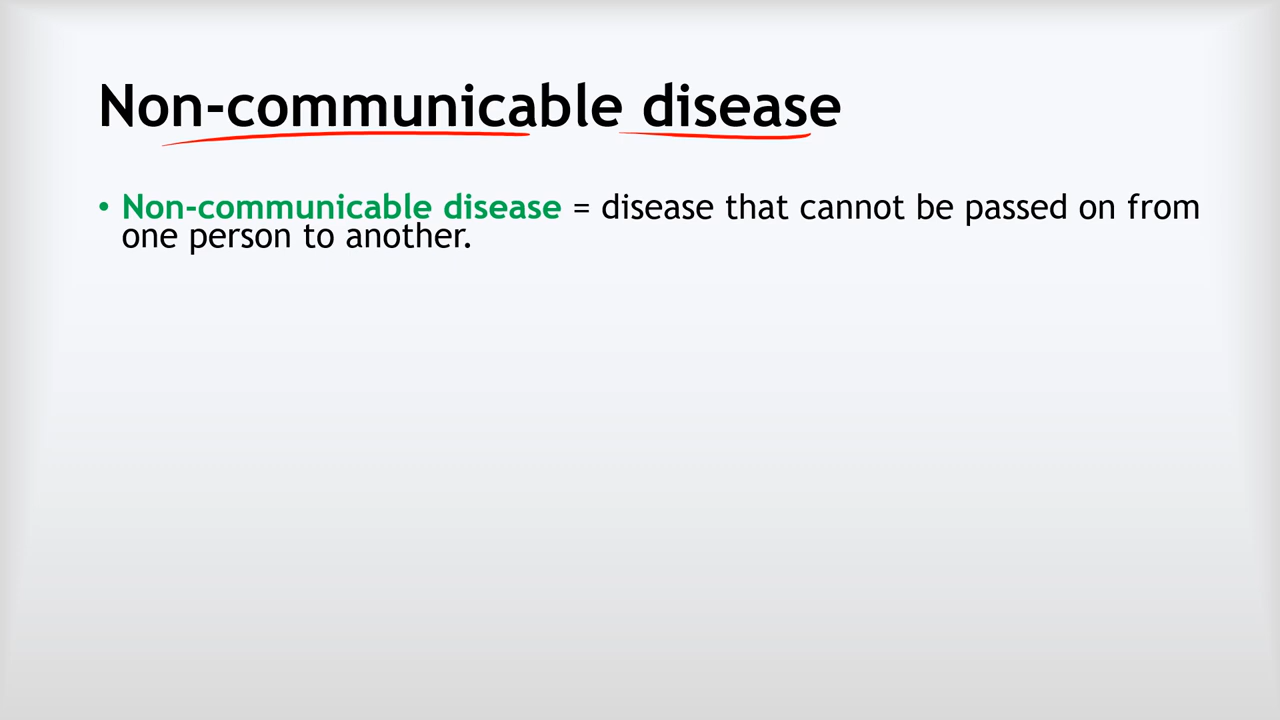 Non-communicable disease
• Non-communicable disease = disease that cannot be passed on from
one person to another.